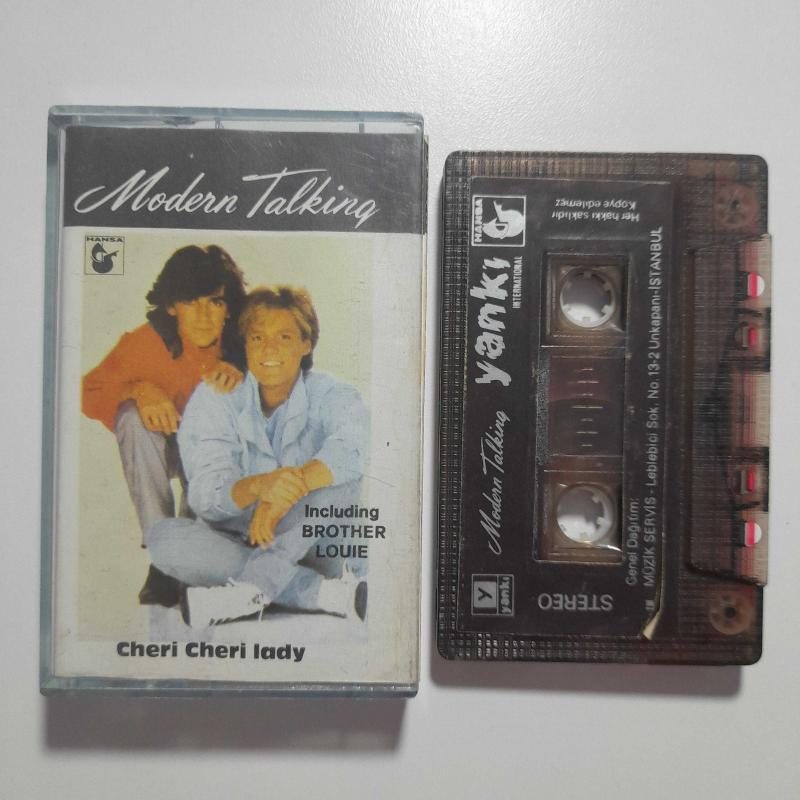 Modern Talking
HANSA
Including
BROTHER
LOUIE
Cheri Cheri lady
HANSA
yankı
INTERNATIONAL
Modern Talking
Y
yankı
Her hakkı saklıdır
Kopye edilemez
STEREO
Genel Dağıtım:
MÜZİK SERVİS - Leblebici Sok. No. 13-2 Unkapanı-İSTANBUL